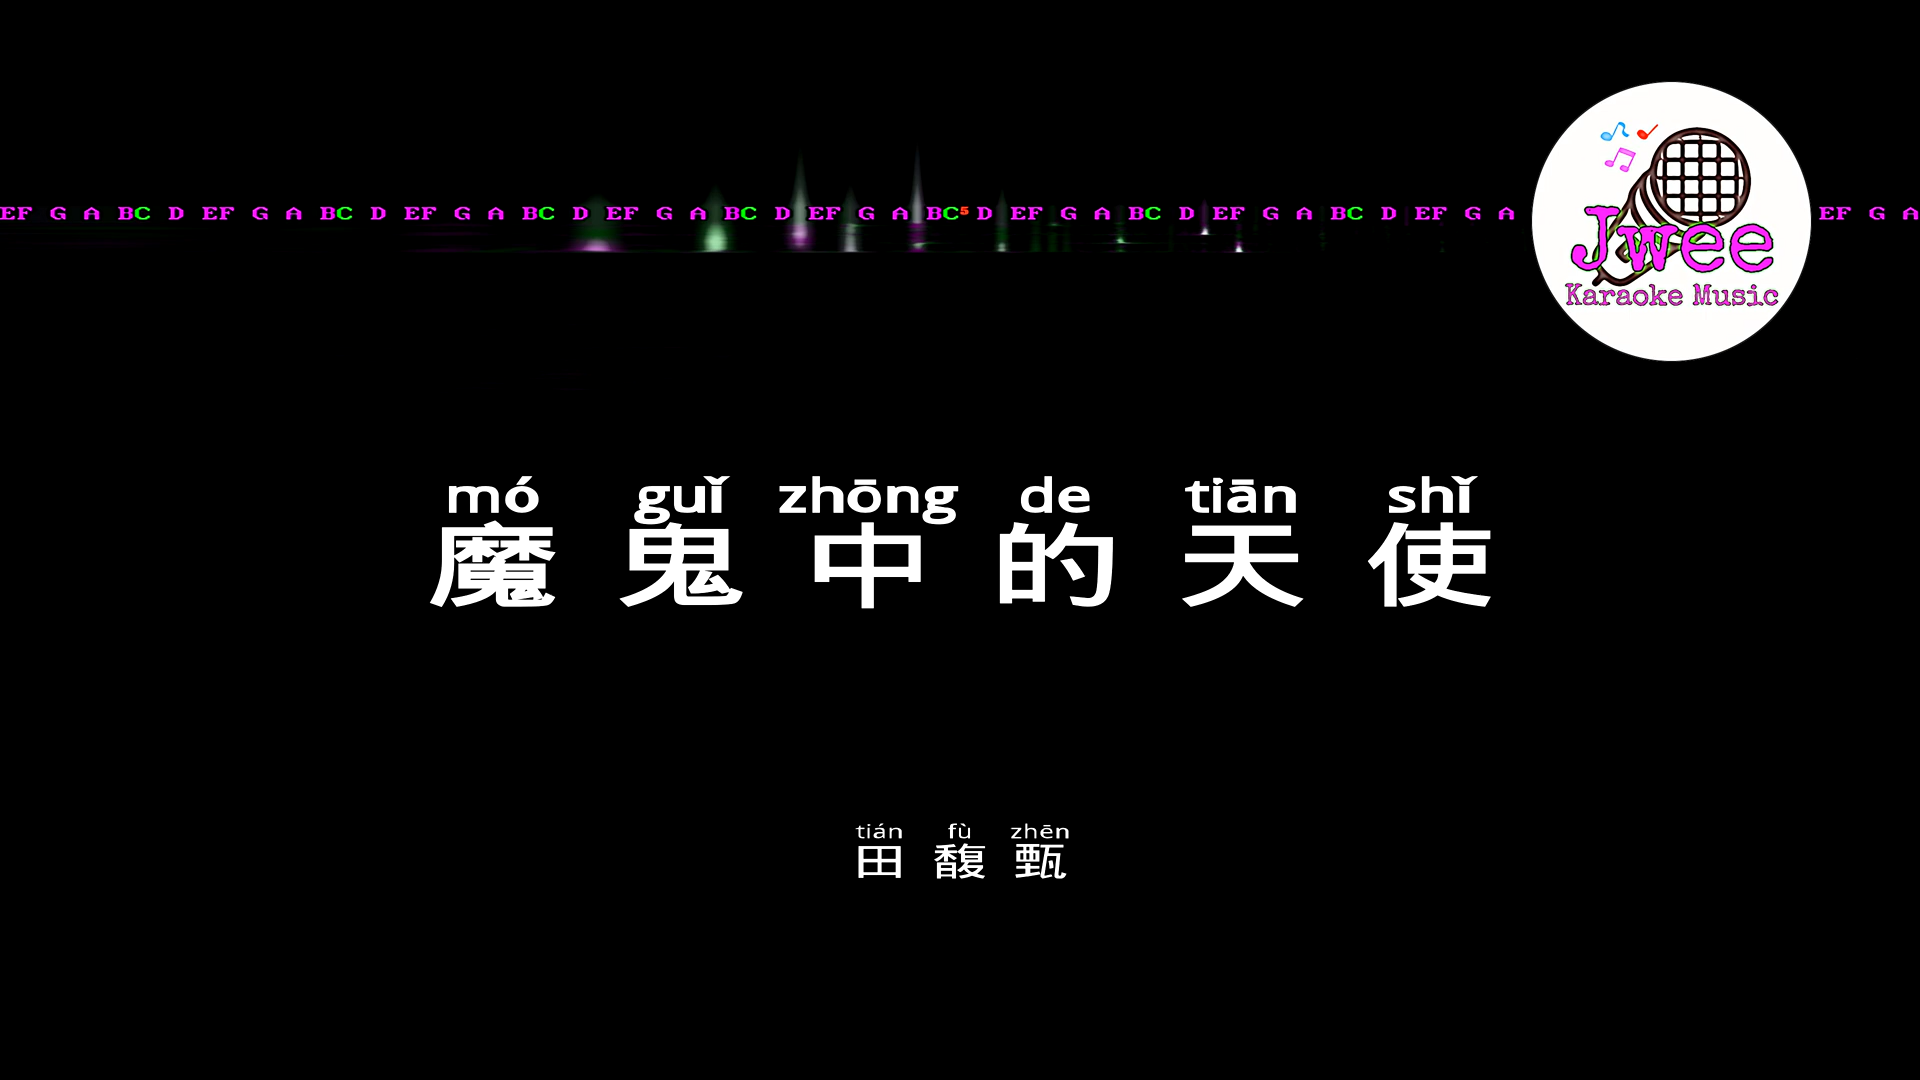 EF G A BC D EF G A BC D EF G A BC D EF G A BC D EF G A BC5 D EF G A BC D EF G A BC D EF G A EF G A
Jwee
Karaoke Music
mó guǐ zhōng de tiān shǐ
魔鬼中的天使
tián fù zhēn
田馥甄